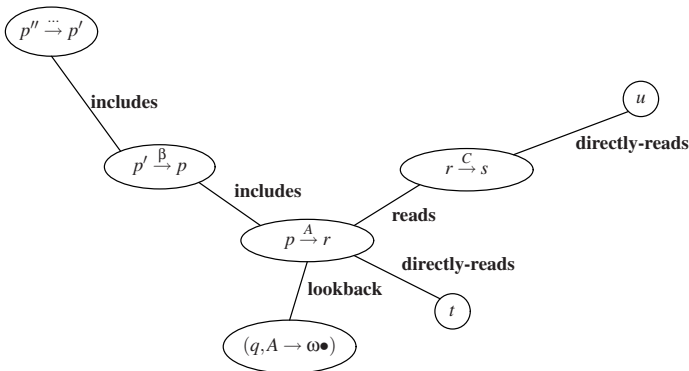 p″ →... p′
includes
u
directly-reads
p′ →β p
r →C s
includes
reads
p →A r
directly-reads
lookback
t
(q, A → ω•)